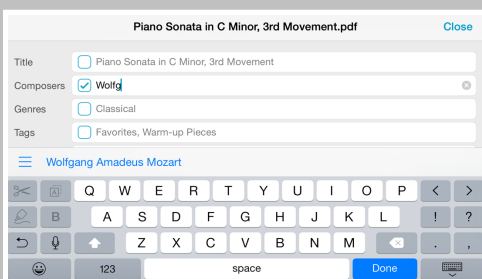 Piano Sonata in C Minor, 3rd Movement.pdf Close
Title Piano Sonata in C Minor, 3rd Movement
Composers Wolfg
Genres Classical
Tags Favorites, Warm-up Pieces
Wolfgang Amadeus Mozart
A Q W E R T Y U I O P < >
B A S D F G H J K L ! ?
Z X C V B N M . ,
123 space Done